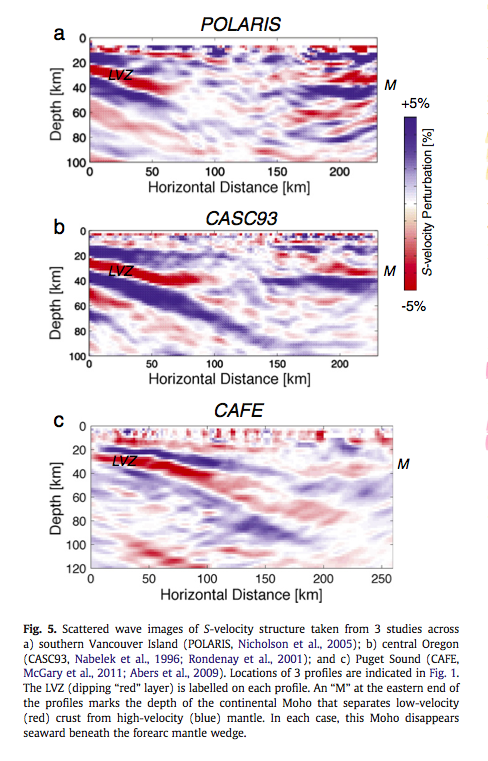 a
POLARIS
0
20
40
60
80
100
Depth [km]
LVZ
M
0 50 100 150 200
Horizontal Distance [km]
+5%
S-velocity Perturbation [%]
-5%
b
CASC93
0
20
40
60
80
100
Depth [km]
LVZ
M
0 50 100 150 200
Horizontal Distance [km]
c
CAFE
0
20
40
60
80
100
120
Depth [km]
LVZ
M
0 50 100 150 200 250
Horizontal Distance [km]
Fig. 5. Scattered wave images of S-velocity structure taken from 3 studies across
a) southern Vancouver Island (POLARIS, Nicholson et al., 2005); b) central Oregon
(CASC93, Nabelek et al., 1996; Rondenay et al., 2001); and c) Puget Sound (CAFE,
McGary et al., 2011; Abers et al., 2009). Locations of 3 profiles are indicated in Fig. 1.
The LVZ (dipping “red” layer) is labelled on each profile. An “M” at the eastern end of
the profiles marks the depth of the continental Moho that separates low-velocity
(red) crust from high-velocity (blue) mantle. In each case, this Moho disappears
seaward beneath the forearc mantle wedge.